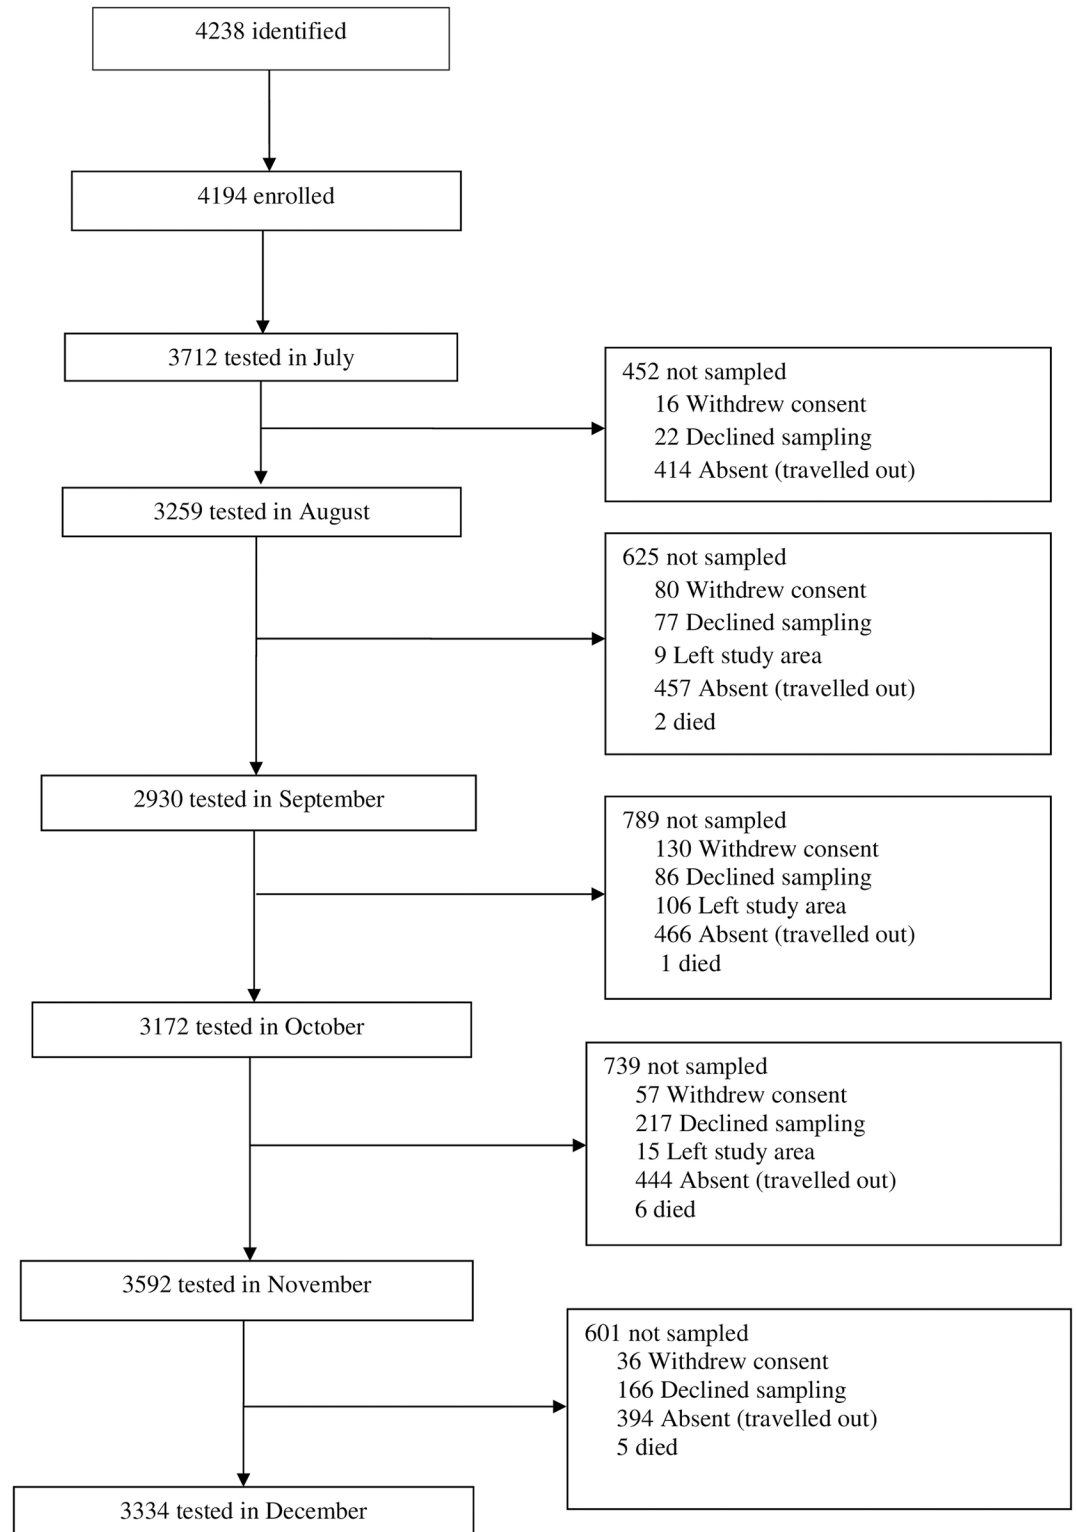 4238 identified
4194 enrolled
3712 tested in July
452 not sampled
16 Withdrew consent
22 Declined sampling
414 Absent (travelled out)
3259 tested in August
625 not sampled
80 Withdrew consent
77 Declined sampling
9 Left study area
457 Absent (travelled out)
2 died
2930 tested in September
789 not sampled
130 Withdrew consent
86 Declined sampling
106 Left study area
466 Absent (travelled out)
1 died
3172 tested in October
739 not sampled
57 Withdrew consent
217 Declined sampling
15 Left study area
444 Absent (travelled out)
6 died
3592 tested in November
601 not sampled
36 Withdrew consent
166 Declined sampling
394 Absent (travelled out)
5 died
3334 tested in December